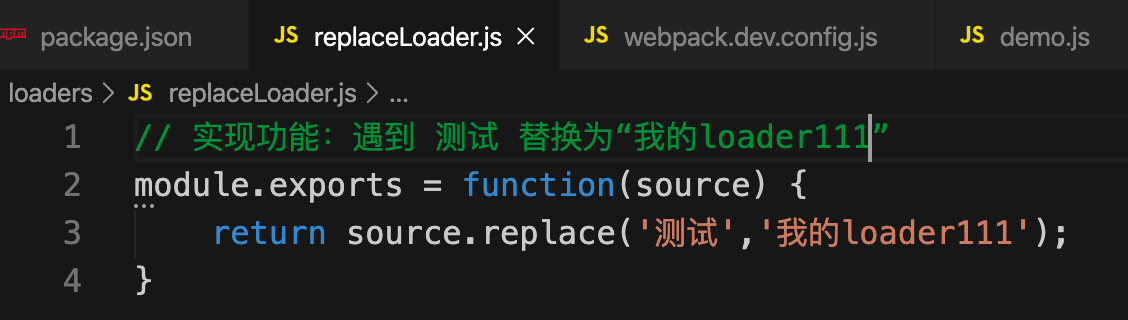 package.json JS replaceLoader.js × JS webpack.dev.config.js JS demo.js
loaders > JS replaceLoader.js > ...
1 // 实现功能：遇到 测试 替换为“我的loader111”
2 module.exports = function(source) {
3 return source.replace('测试','我的loader111');
4 }